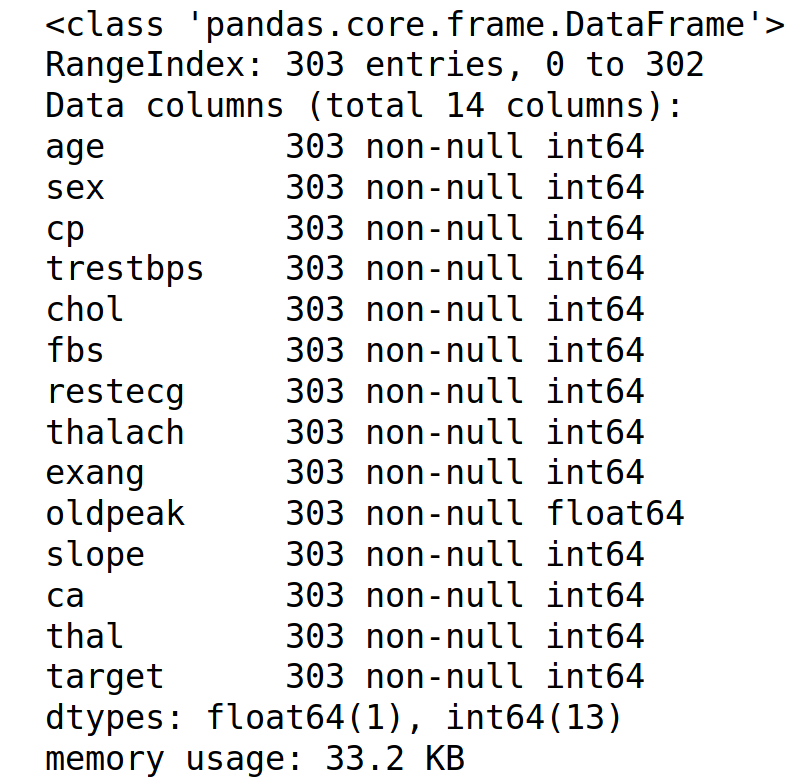 <class 'pandas.core.frame.DataFrame'>
RangeIndex: 303 entries, 0 to 302
Data columns (total 14 columns):
age         303 non-null int64
sex         303 non-null int64
cp          303 non-null int64
trestbps    303 non-null int64
chol        303 non-null int64
fbs         303 non-null int64
restecg     303 non-null int64
thalach     303 non-null int64
exang       303 non-null int64
oldpeak     303 non-null float64
slope       303 non-null int64
ca          303 non-null int64
thal        303 non-null int64
target      303 non-null int64
dtypes: float64(1), int64(13)
memory usage: 33.2 KB